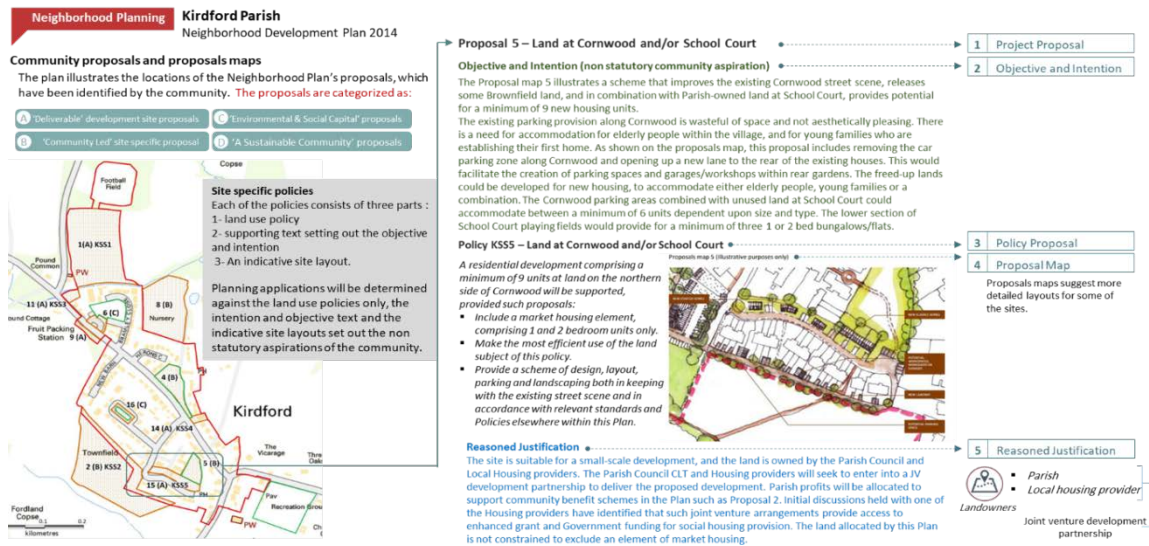 Neighborhood Planning
Kirdford Parish
Neighborhood Development Plan 2014
Community proposals and proposals maps
The plan illustrates the locations of the Neighborhood Plan's proposals, which
have been identified by the community. The proposals are categorized as:
A 'Deliverable' development site proposals
C 'Environmental & Social Capital' proposals
B 'Community Led' site specific proposal
D 'A Sustainable Community' proposals
Copse
Football
Field
1(A) KSS1
Pound
Common
PW
11 (A) KSS3
8 (B)
6 (C)
ound Cottage
Fruit Packing
Station
9 (A)
Nursery
4 (B)
16 (C)
Kirdford
14 (A) KSS4
The
Vicarage
Townfield
2 (B) KSS2
5 (B)
15 (A) KSS5
PH
Pav
Recreation Grou
PW
Fordland
Copse
0.1 0.2
kilometres
Site specific policies
Each of the policies consists of three parts :
1- land use policy
2- supporting text setting out the objective
and intention
3- An indicative site layout.
Planning applications will be determined
against the land use policies only, the
intention and objective text and the
indicative site layouts set out the non
statutory aspirations of the community.
Proposal 5 – Land at Cornwood and/or School Court
Objective and Intention (non statutory community aspiration)
The Proposal map 5 illustrates a scheme that improves the existing Cornwood street scene, releases
some Brownfield land, and in combination with Parish-owned land at School Court, provides potential
for a minimum of 9 new housing units.
The existing parking provision along Cornwood is wasteful of space and not aesthetically pleasing. There
is a need for accommodation for elderly people within the village, and for young families who are
establishing their first home. As shown on the proposals map, this proposal includes removing the car
parking zone along Cornwood and opening up a new lane to the rear of the existing houses. This would
facilitate the creation of parking spaces and garages/workshops within rear gardens. The freed-up lands
could be developed for new housing, to accommodate either elderly people, young families or a
combination. The Cornwood parking areas combined with unused land at School Court could
accommodate between a minimum of 6 units dependent upon size and type. The lower section of
School Court playing fields would provide for a minimum of three 1 or 2 bed bungalows/flats.
Policy KSS5 – Land at Cornwood and/or School Court
Proposals map 5 (illustrative purposes only)
A residential development comprising a
minimum of 9 units at land on the northern
side of Cornwood will be supported,
provided such proposals:
▪ Include a market housing element,
comprising 1 and 2 bedroom units only.
▪ Make the most efficient use of the land
subject of this policy.
▪ Provide a scheme of design, layout,
parking and landscaping both in keeping
with the existing street scene and in
accordance with relevant standards and
Policies elsewhere within this Plan.
Reasoned Justification
The site is suitable for a small-scale development, and the land is owned by the Parish Council and
Local Housing providers. The Parish Council CLT and Housing providers will seek to enter into a JV
development partnership to deliver the proposed development. Parish profits will be allocated to
support community benefit schemes in the Plan such as Proposal 2. Initial discussions held with one of
the Housing providers have identified that such joint venture arrangements provide access to
enhanced grant and Government funding for social housing provision. The land allocated by this Plan
is not constrained to exclude an element of market housing.
1 Project Proposal
2 Objective and Intention
3 Policy Proposal
4 Proposal Map
Proposals maps suggest more
detailed layouts for some of
the sites.
5 Reasoned Justification
▪ Parish
▪ Local housing provider
Landowners
Joint venture development
partnership